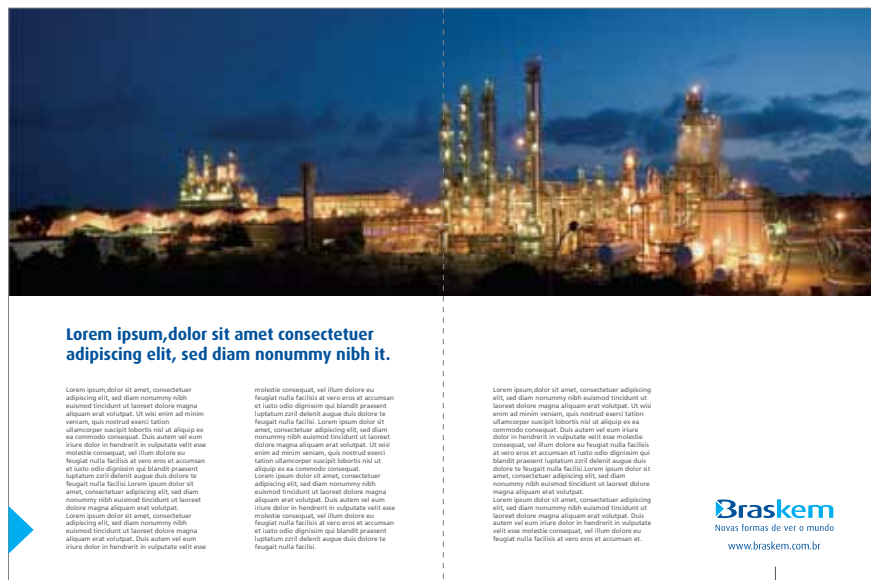 Lorem ipsum,dolor sit amet consectetuer
adipiscing elit, sed diam nonummy nibh it.
Lorem ipsum,dolor sit amet, consectetuer
adipiscing elit, sed diam nonummy nibh
euismod tincidunt ut laoreet dolore magna
aliquam erat volutpat. Ut wisi enim ad minim
veniam, quis nostrud exerci tation
ullamcorper suscipit lobortis nisl ut aliquip ex
ea commodo consequat. Duis autem vel eum
iriure dolor in hendrerit in vulputate velit esse
molestie consequat, vel illum dolore eu
feugiat nulla facilisis at vero eros et accumsan
et iusto odio dignissim qui blandit praesent
luptatum zzril delenit augue duis dolore te
feugait nulla facilisi.Lorem ipsum dolor sit
amet, consectetuer adipiscing elit, sed diam
nonummy nibh euismod tincidunt ut laoreet
dolore magna aliquam erat volutpat.
Lorem ipsum dolor sit amet, consectetuer
adipiscing elit, sed diam nonummy nibh
euismod tincidunt ut laoreet dolore magna
aliquam erat volutpat. Duis autem vel eum
iriure dolor in hendrerit in vulputate velit esse
molestie consequat, vel illum dolore eu
feugiat nulla facilisis at vero eros et accumsan
et iusto odio dignissim qui blandit praesent
luptatum zzril delenit augue duis dolore te
feugait nulla facilisi. Lorem ipsum dolor sit
amet, consectetuer adipiscing elit, sed diam
nonummy nibh euismod tincidunt ut laoreet
dolore magna aliquam erat volutpat. Ut wisi
enim ad minim veniam, quis nostrud exerci
tation ullamcorper suscipit lobortis nisl ut
aliquip ex ea commodo consequat.
Lorem ipsum dolor sit amet, consectetuer
adipiscing elit, sed diam nonummy nibh
euismod tincidunt ut laoreet dolore magna
aliquam erat volutpat. Duis autem vel eum
iriure dolor in hendrerit in vulputate velit esse
molestie consequat, vel illum dolore eu
feugiat nulla facilisis at vero eros et accumsan
et iusto odio dignissim qui blandit praesent
luptatum zzril delenit augue duis dolore te
feugait nulla facilisi.
Lorem ipsum,dolor sit amet, consectetuer
adipiscing elit, sed diam nonummy nibh
euismod tincidunt ut laoreet dolore
magna aliquam erat volutpat. Ut wisi
enim ad minim veniam, quis nostrud exerci tation
ullamcorper suscipit lobortis nisl ut aliquip ex ea
commodo consequat. Duis autem vel eum
iriure dolor in hendrerit in vulputate velit esse molestie
consequat, vel illum dolore eu feugiat nulla facilisis
at vero eros et accumsan et iusto odio dignissim qui
blandit praesent luptatum zzril delenit augue duis
dolore te feugait nulla facilisi.Lorem ipsum dolor sit
amet, consectetuer adipiscing elit, sed diam
nonummy nibh euismod tincidunt ut laoreet dolore
magna aliquam erat volutpat.
Lorem ipsum dolor sit amet, consectetuer
adipiscing elit, sed diam nonummy nibh euismod
tincidunt ut laoreet dolore magna aliquam erat
volutpat. Duis autem vel eum iriure dolor in hendrerit in vulputate
velit esse molestie consequat, vel illum dolore eu
feugiat nulla facilisis at vero eros et accumsan et.
Braskem
Novas formas de ver o mundo
www.braskem.com.br